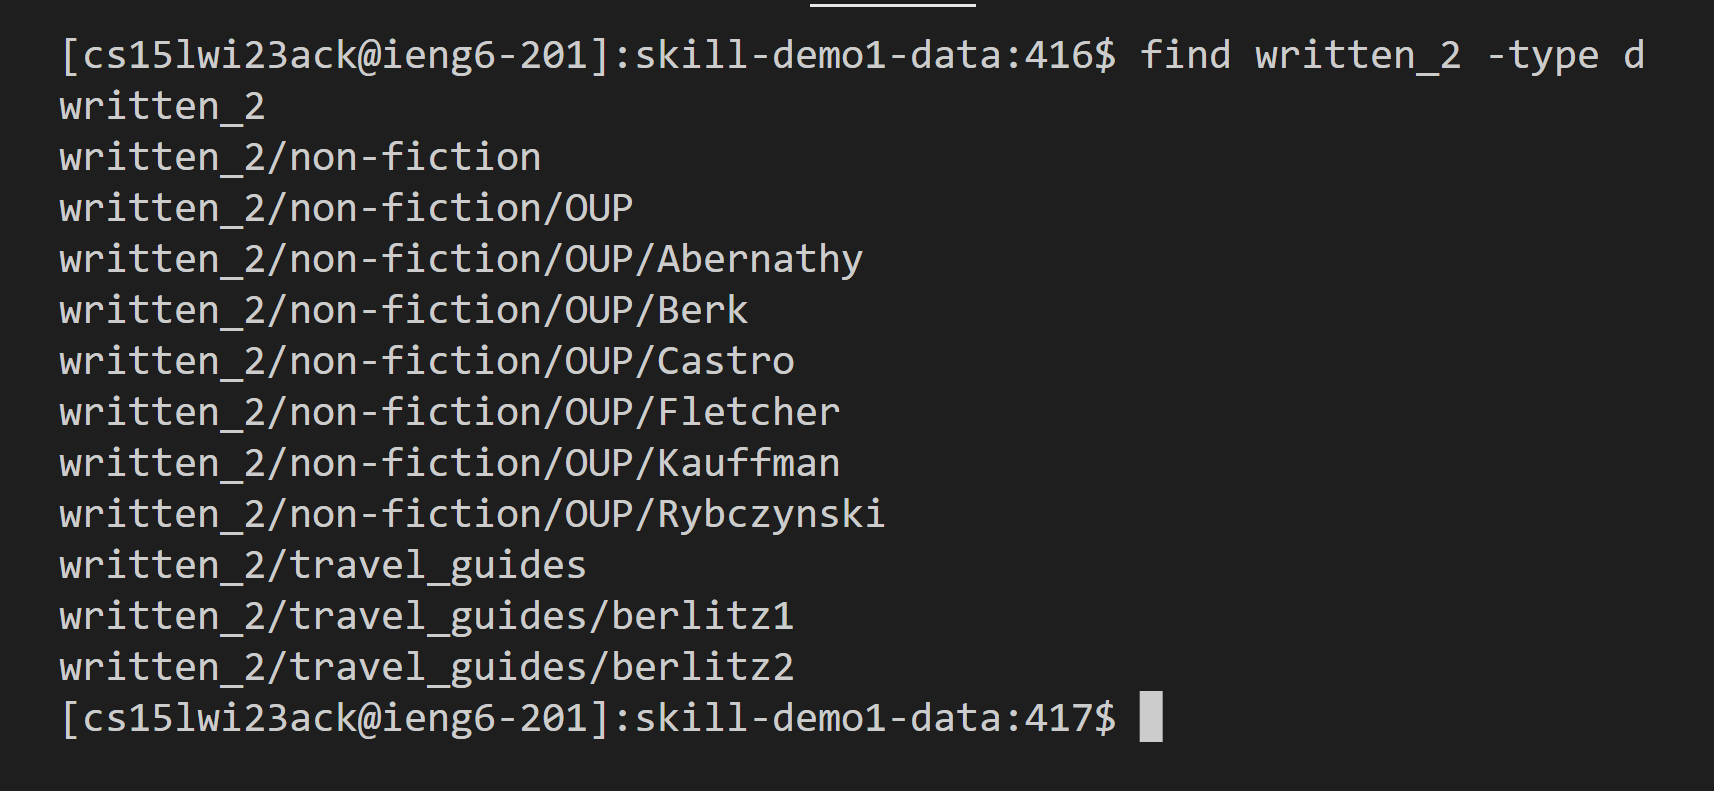 [cs15lwi23ack@ieng6-201]:skill-demo1-data:416$ find written_2 -type d
written_2
written_2/non-fiction
written_2/non-fiction/OUP
written_2/non-fiction/OUP/Abernathy
written_2/non-fiction/OUP/Berk
written_2/non-fiction/OUP/Castro
written_2/non-fiction/OUP/Fletcher
written_2/non-fiction/OUP/Kauffman
written_2/non-fiction/OUP/Rybczynski
written_2/travel_guides
written_2/travel_guides/berlitz1
written_2/travel_guides/berlitz2
[cs15lwi23ack@ieng6-201]:skill-demo1-data:417$